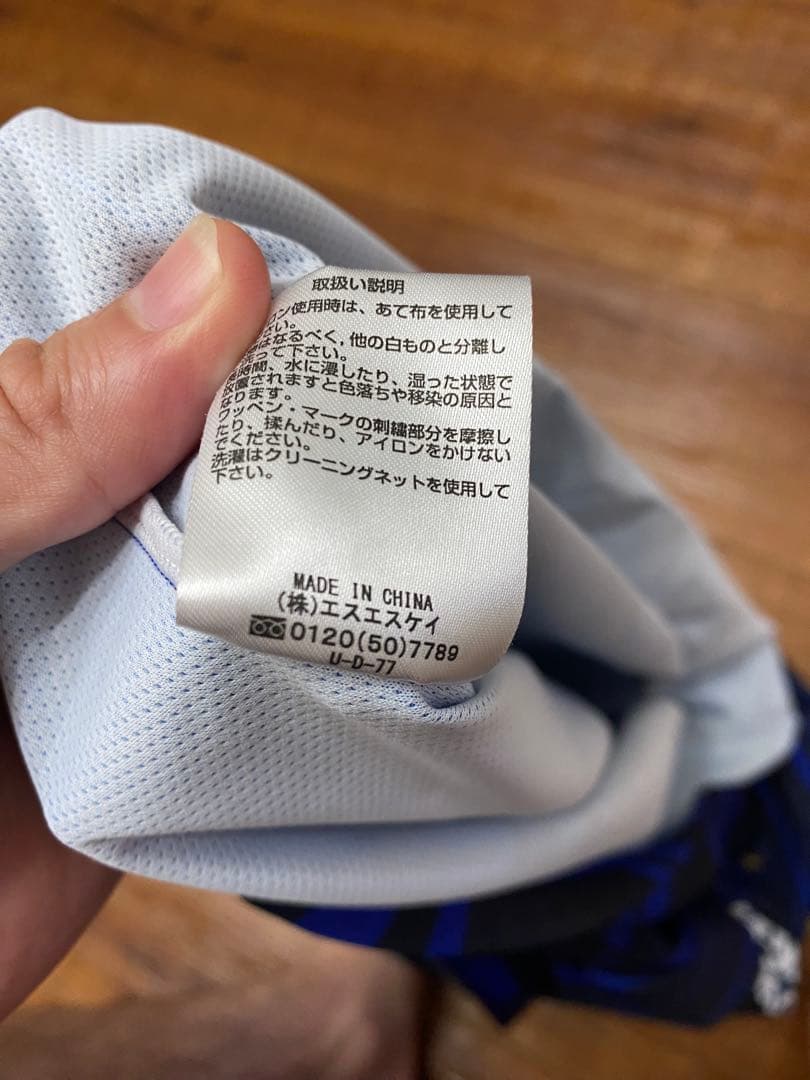 取扱い説明
ン使用時は、あて布を使用して
さい。
はなるべく、他の白ものと分離し
洗って下さい。
時間、水に浸したり、湿った状態で
放置されますと色落ちや移染の原因と
なります。
ワッペン・マークの刺繍部分を摩擦し
たり、揉んだり、アイロンをかけない
でください。
洗濯はクリーニングネットを使用して
下さい。
MADE IN CHINA
(株)エスエスケイ
0120(50)7789
U-D-77